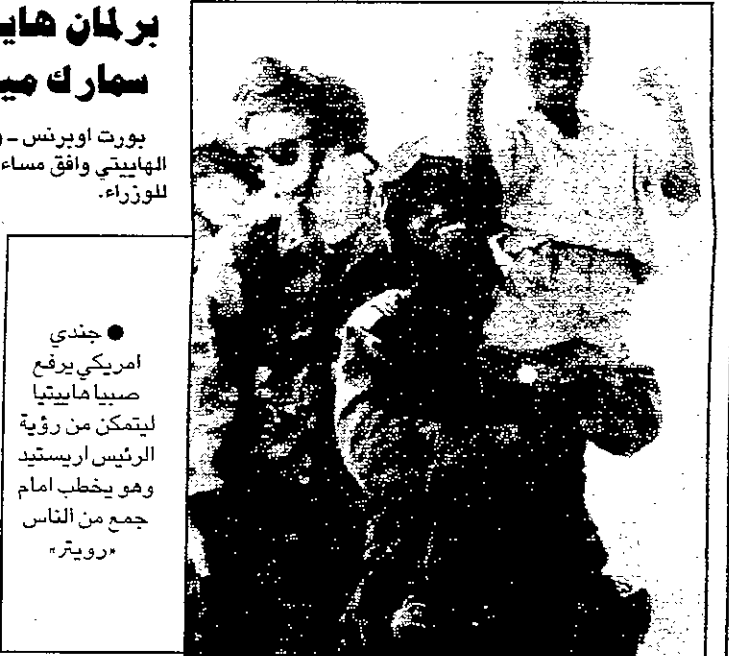 برلمان هاي
سمارك مي
بورت اوبرنس ـ
الهاييتي وافق مساء
للوزراء.
● جندي
امريكي يرفع
صبيا هاييتيا
ليتمكن من رؤية
الرئيس اريستيد
وهو يخطب امام
جمع من الناس
«رويتر»